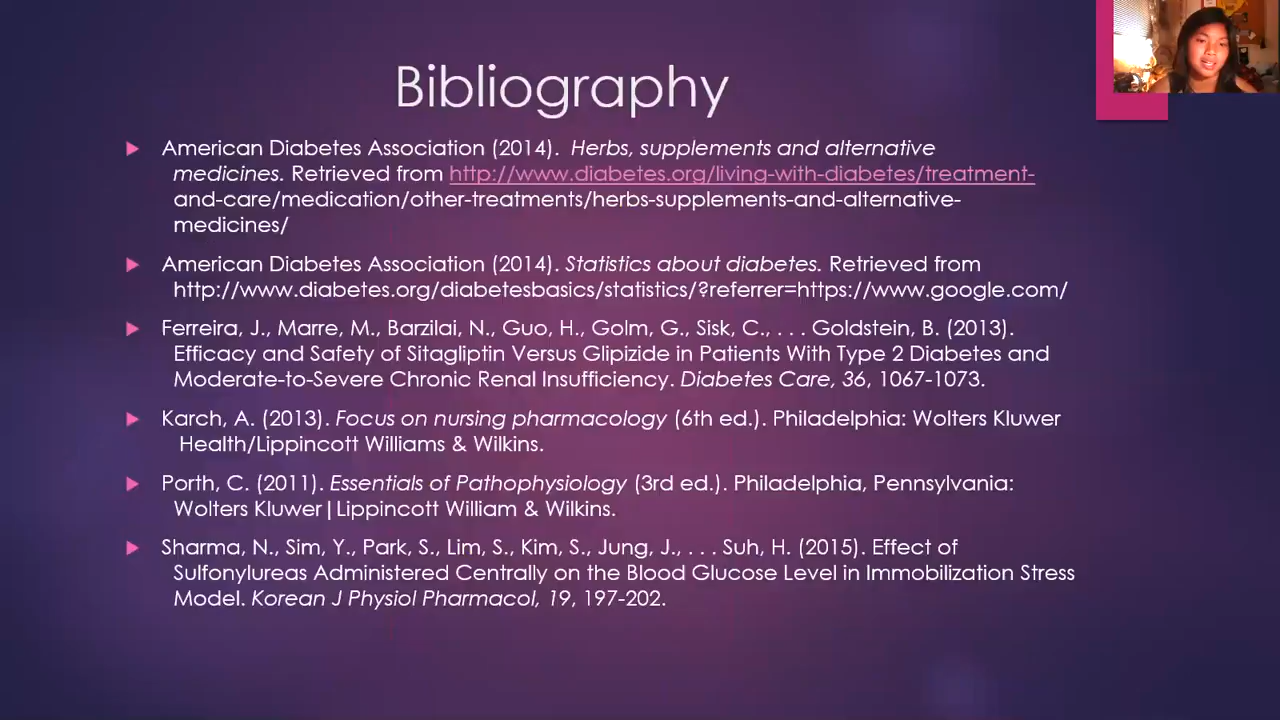 Bibliography
American Diabetes Association (2014). Herbs, supplements and alternative
medicines. Retrieved from http://www.diabetes.org/living-with-diabetes/treatment-
and-care/medication/other-treatments/herbs-supplements-and-alternative-
medicines/
American Diabetes Association (2014). Statistics about diabetes. Retrieved from
http://www.diabetes.org/diabetesbasics/statistics/?referrer=https://www.google.com/
Ferreira, J., Marre, M., Barzilai, N., Guo, H., Golm, G., Sisk, C., . . . Goldstein, B. (2013).
Efficacy and Safety of Sitagliptin Versus Glipizide in Patients With Type 2 Diabetes and
Moderate-to-Severe Chronic Renal Insufficiency. Diabetes Care, 36, 1067-1073.
Karch, A. (2013). Focus on nursing pharmacology (6th ed.). Philadelphia: Wolters Kluwer
Health/Lippincott Williams & Wilkins.
Porth, C. (2011). Essentials of Pathophysiology (3rd ed.). Philadelphia, Pennsylvania:
Wolters Kluwer|Lippincott William & Wilkins.
Sharma, N., Sim, Y., Park, S., Lim, S., Kim, S., Jung, J., . . . Suh, H. (2015). Effect of
Sulfonylureas Administered Centrally on the Blood Glucose Level in Immobilization Stress
Model. Korean J Physiol Pharmacol, 19, 197-202.